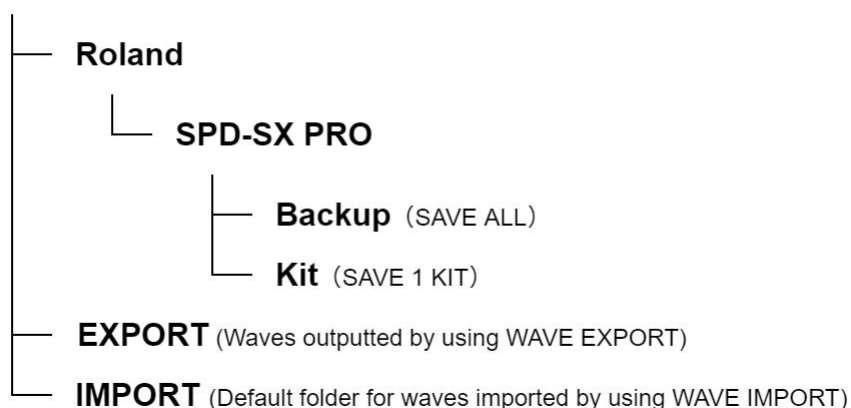 Roland
SPD-SX PRO
Backup（SAVE ALL）
Kit（SAVE 1 KIT）
EXPORT (Waves outputted by using WAVE EXPORT)
IMPORT (Default folder for waves imported by using WAVE IMPORT)